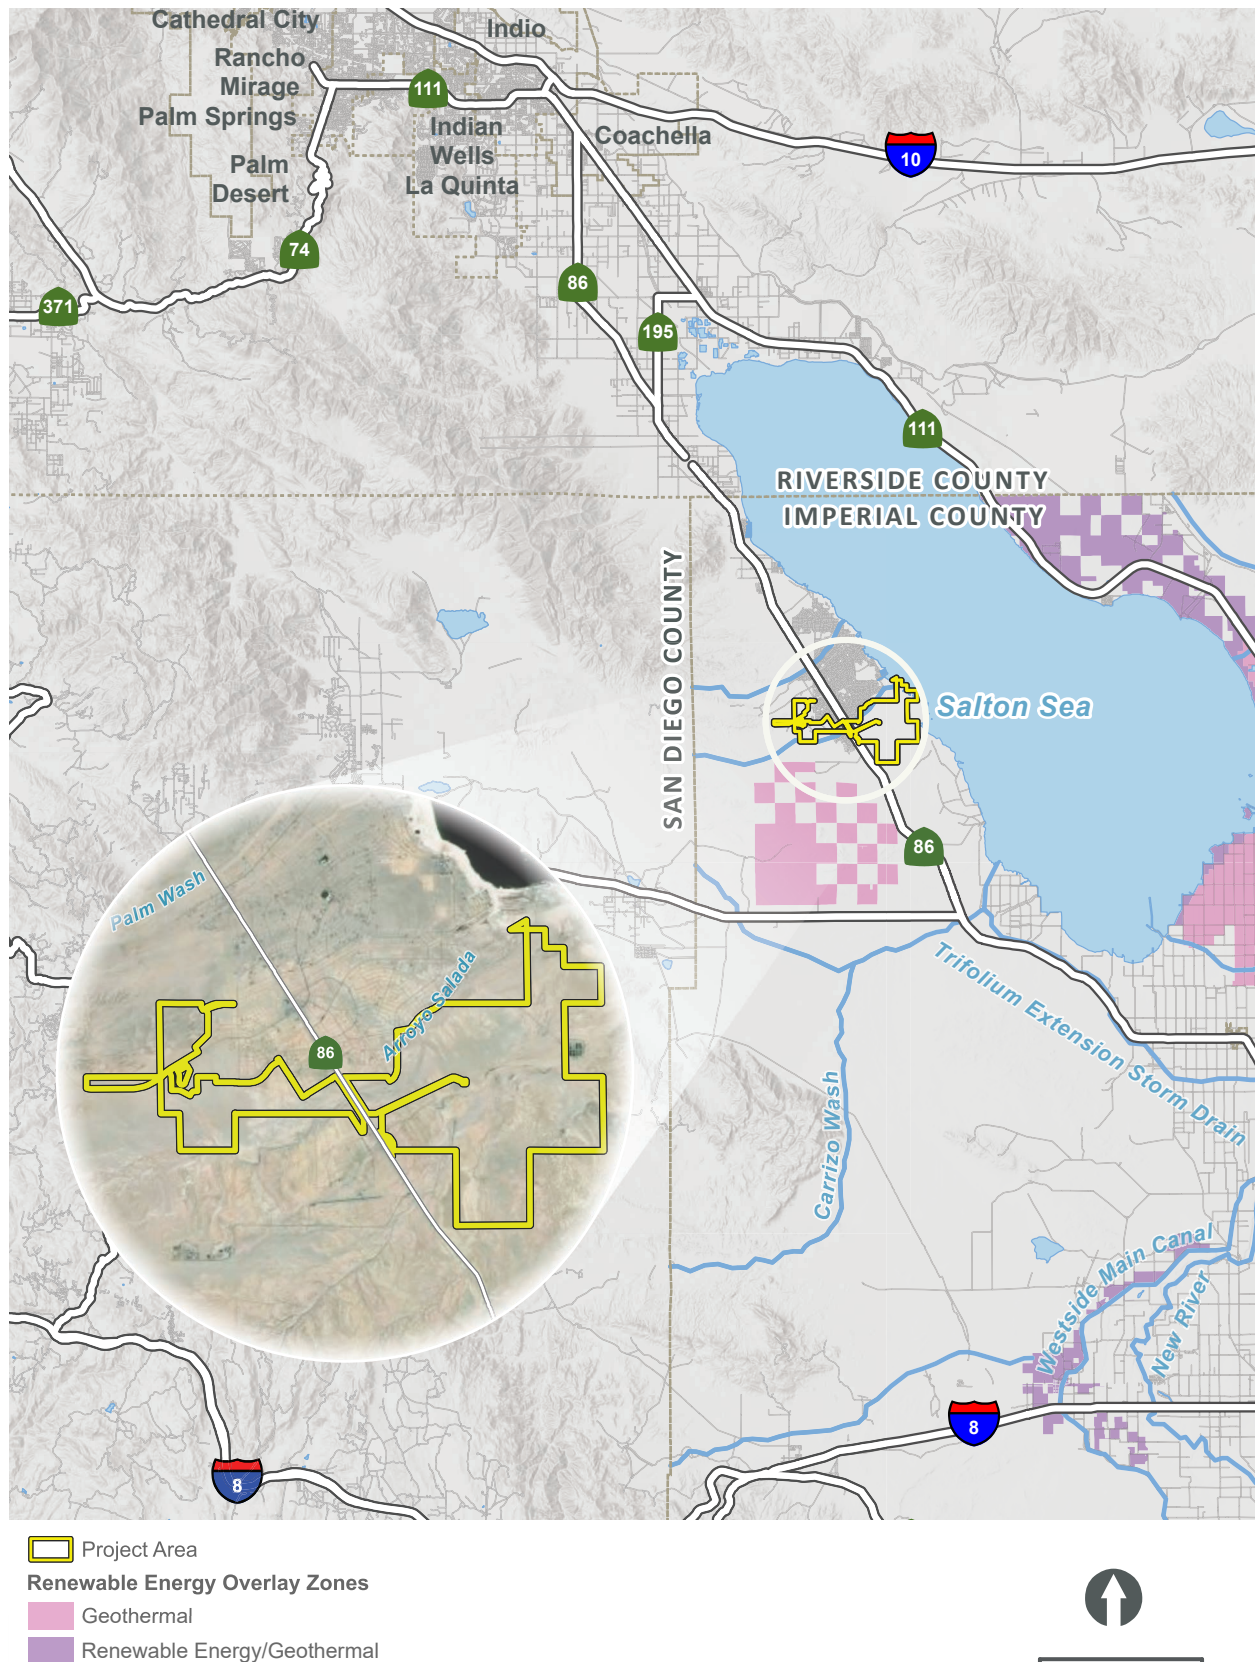 Cathedral City
Indio
Rancho
Mirage
111
Palm Springs
Indian
Wells
Coachella
10
Palm
Desert
La Quinta
74
86
371
195
111
RIVERSIDE COUNTY
IMPERIAL COUNTY
SAN DIEGO COUNTY
Salton Sea
86
Palm Wash
Arroyo Salada
86
Trifolium Extension Storm Drain
Carrizo Wash
Westside Main Canal
New River
8
8
Project Area
Renewable Energy Overlay Zones
Geothermal
Renewable Energy/Geothermal